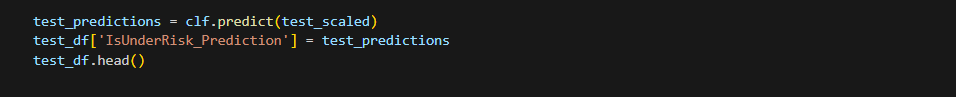 test_predictions = clf.predict(test_scaled)
test_df['IsUnderRisk_Prediction'] = test_predictions
test_df.head()